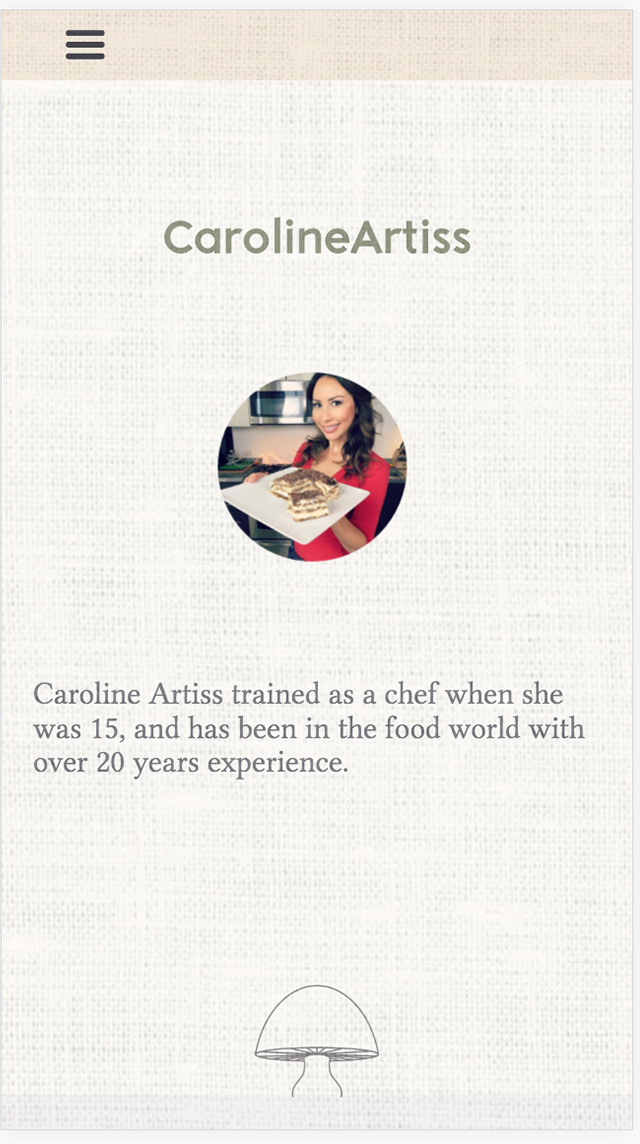 CarolineArtiss
Caroline Artiss trained as a chef when she
was 15, and has been in the food world with
over 20 years experience.